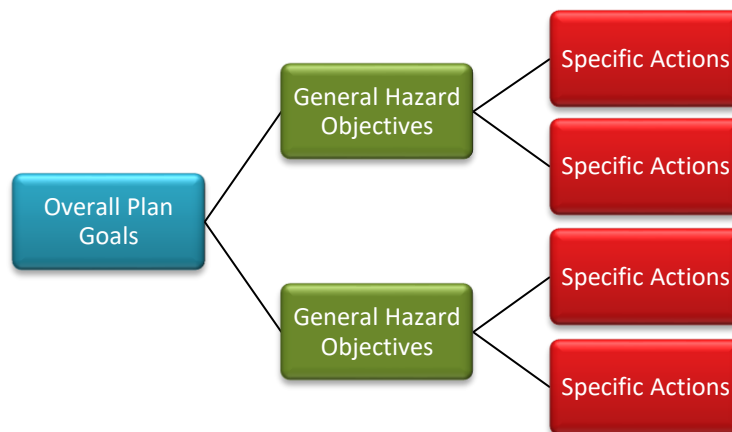 Overall Plan
Goals
General Hazard
Objectives
Specific Actions
Specific Actions
General Hazard
Objectives
Specific Actions
Specific Actions